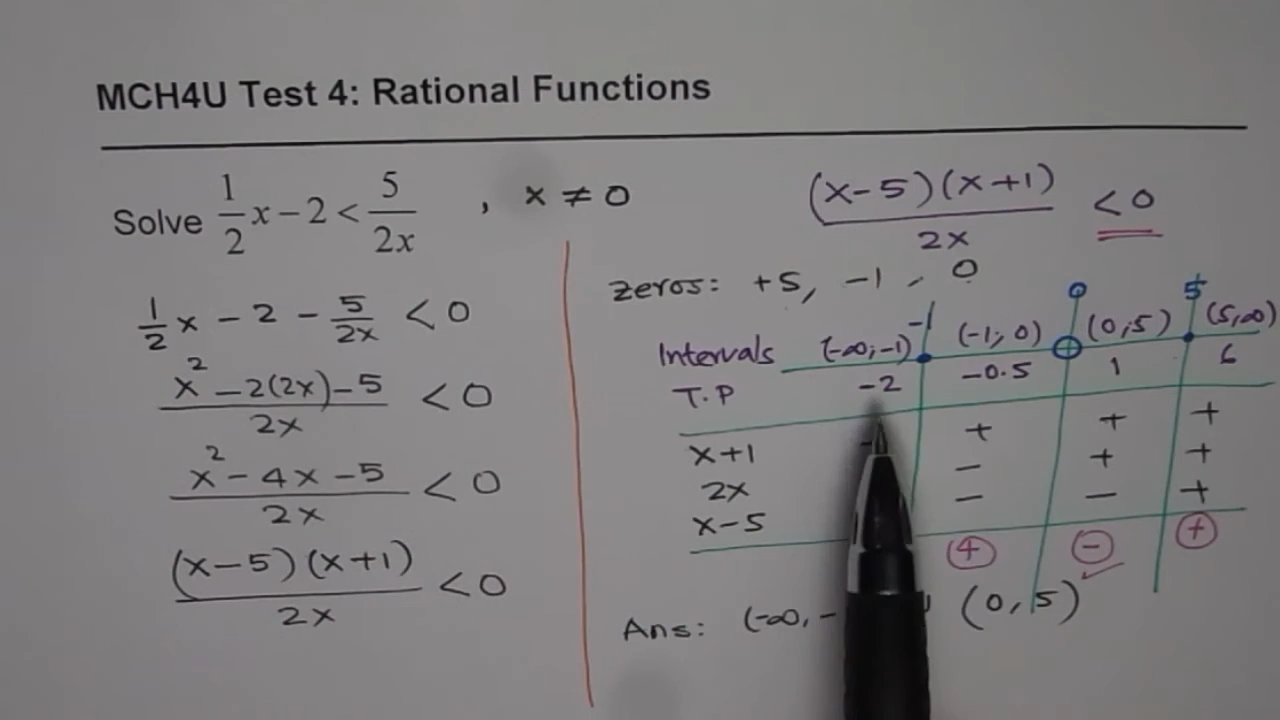 MCH4U Test 4: Rational Functions
Solve 1/2 x − 2 < 5/2x , x ≠ 0
1/2 x − 2 − 5/2x < 0
x² − 2(2x) − 5 / 2x < 0
x² − 4x − 5 / 2x < 0
(x − 5)(x + 1) / 2x < 0
(x − 5)(x + 1) / 2x < 0
zeros: +5, −1, 0
−1 0 5
Intervals (−∞, −1) (−1, 0) (0, 5) (5, ∞)
T.P −2 −0.5 1 6
x+1 + + +
2x − + +
x−5 − − +
+ − + 
Ans: (−∞, − (0, 5)